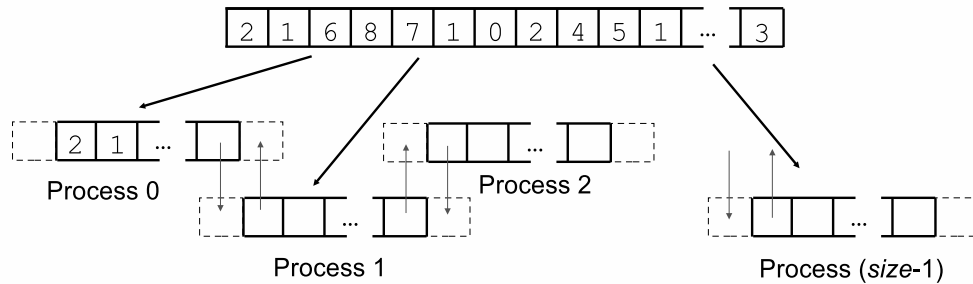 2 1 6 8 7 1 0 2 4 5 1 ... 3
2 1 ...
...
Process 0
Process 2
...
...
Process 1
Process (size-1)